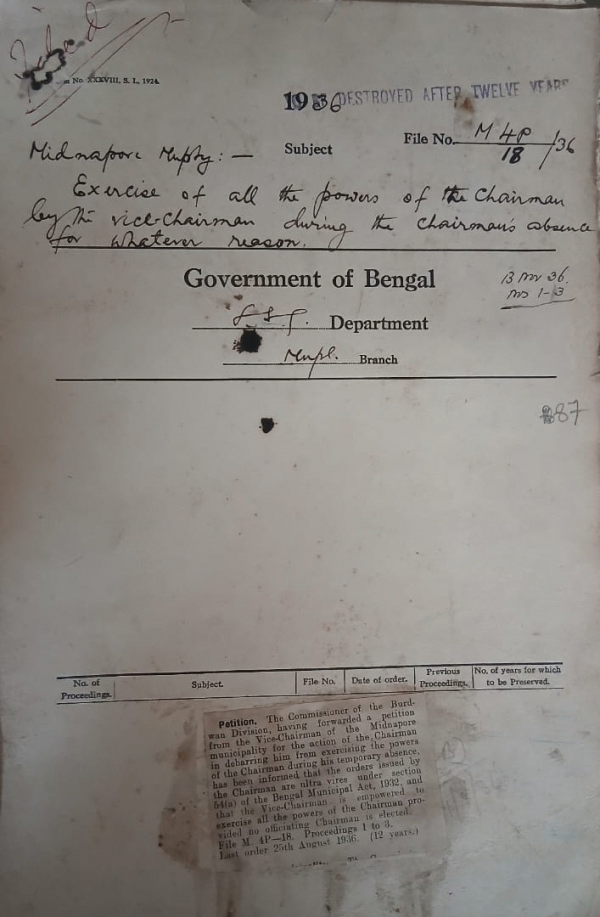 No. XXXVIII, S. I., 1924.
1936 DESTROYED AFTER TWELVE YEARS
Subject
File No. M 4P/18 /36
Midnapore Mupty: —
Exercise of all the powers of the Chairman
by the vice-Chairman during the Chairman's absence
for whatever reason.
Government of Bengal
Department
Mupl. Branch
36.
1-3
87
No. of Proceedings.
Subject.
File No.
Date of order.
Previous Proceedings.
No. of years for which to be Preserved.
Petition. The Commissioner of the Burd-
wan Division, having forwarded a petition
from the Vice-Chairman of the Midnapore
municipality for the action of the Chairman
in debarring him from exercising the powers
of the Chairman during his temporary absence,
has been informed that the orders issued by
the Chairman are ultra vires under section
54(a) of the Bengal Municipal Act, 1932, and
that the Vice-Chairman is empowered to
exercise all the powers of the Chairman pro-
vided no officiating Chairman is elected.
File M. 4P—18. Proceedings 1 to 3.
Last order 25th August 1936. (12 years.)